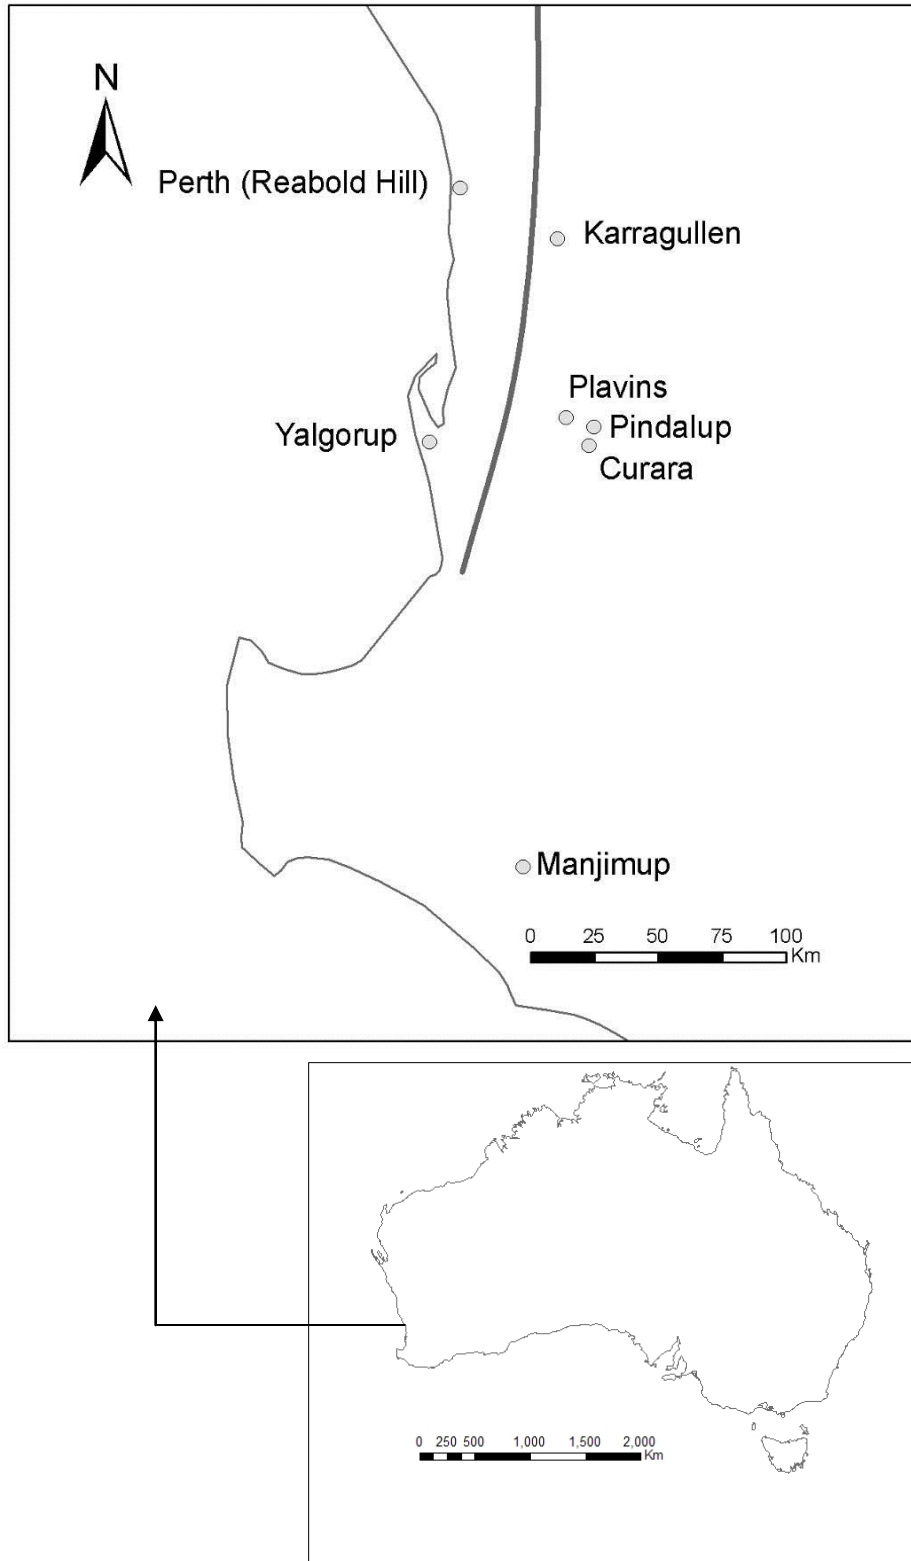 N
Perth (Reabold Hill)
Karragullen
Plavins
Pindalup
Yalgorup
Curara
Manjimup
0 25 50 75 100
Km
0 250 500 1,000 1,500 2,000
Km